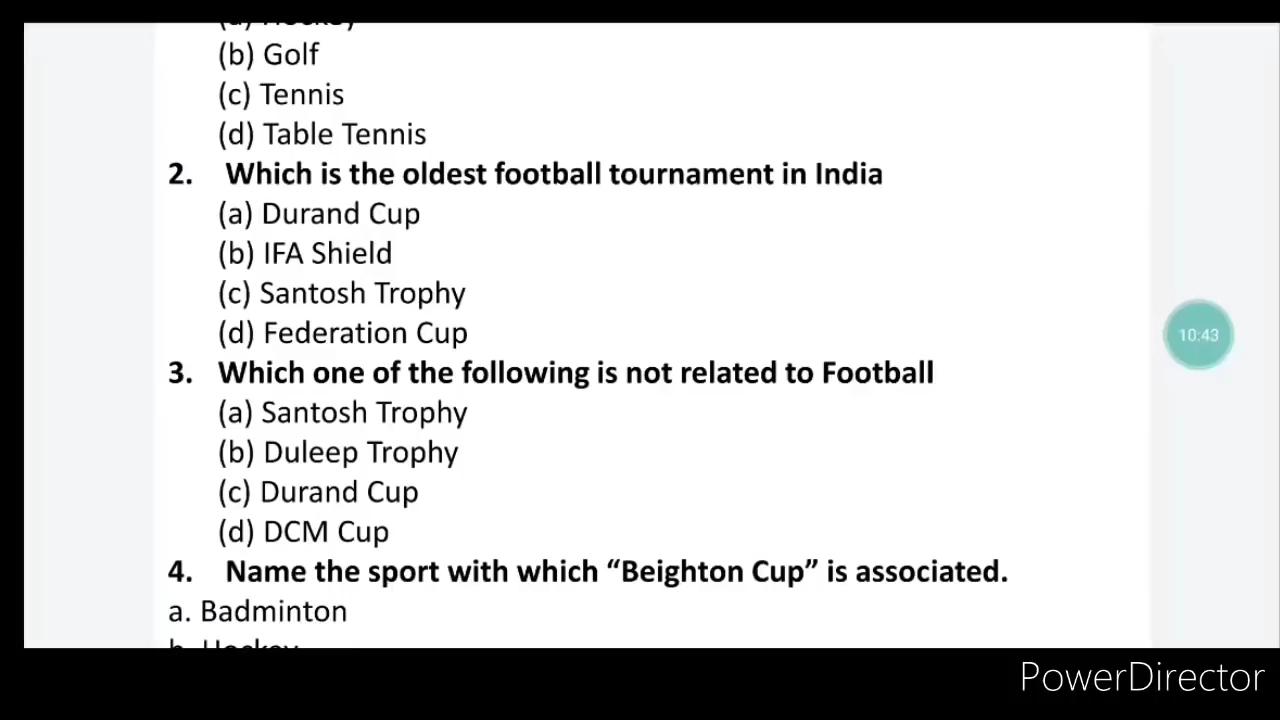 (b) Golf
(c) Tennis
(d) Table Tennis
2. Which is the oldest football tournament in India
(a) Durand Cup
(b) IFA Shield
(c) Santosh Trophy
(d) Federation Cup
10:43
3. Which one of the following is not related to Football
(a) Santosh Trophy
(b) Duleep Trophy
(c) Durand Cup
(d) DCM Cup
4. Name the sport with which “Beighton Cup” is associated.
a. Badminton
PowerDirector